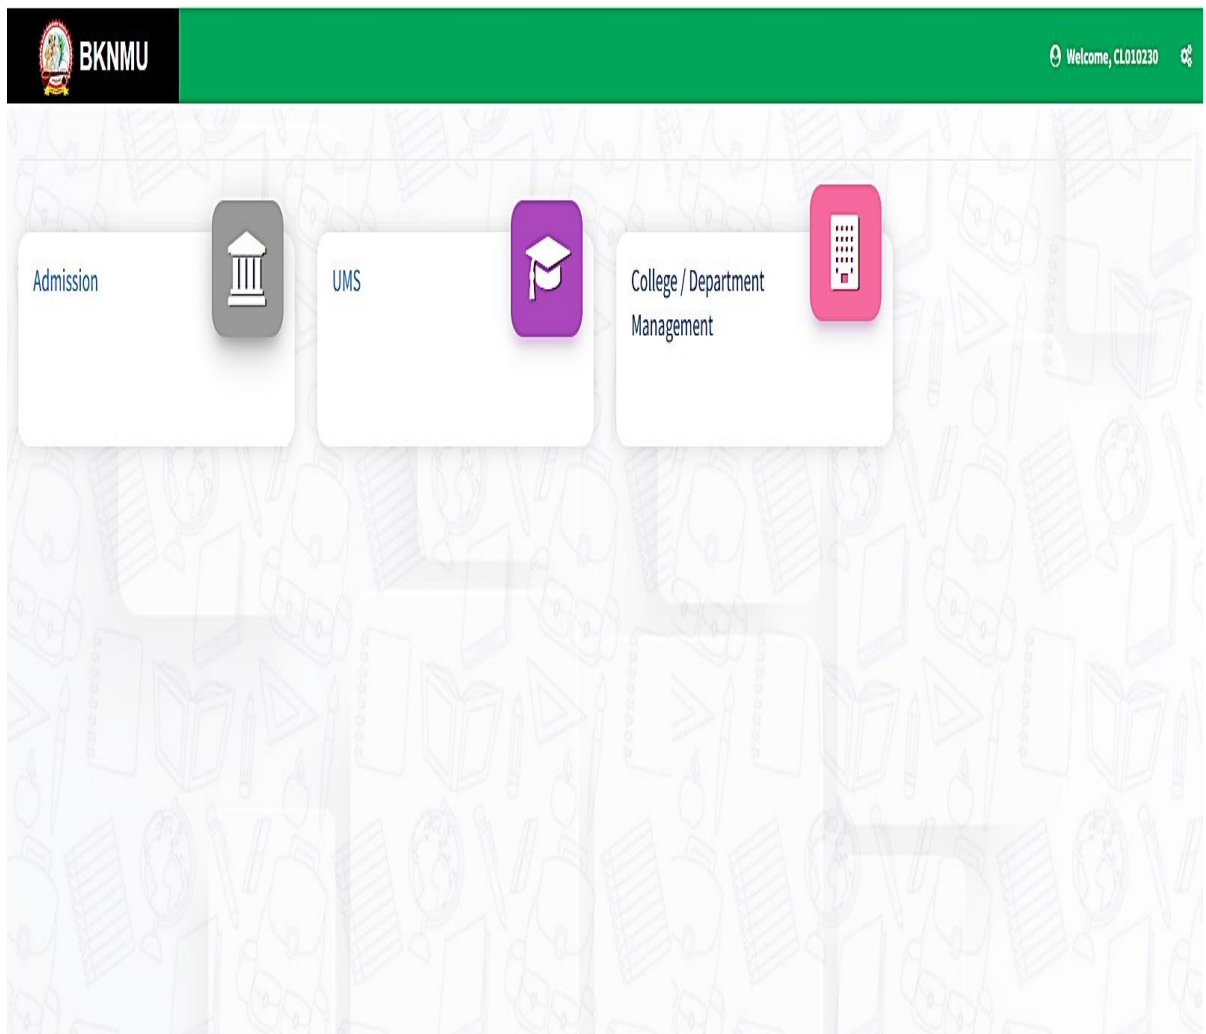 BKNMU
Welcome, CL010230
Admission
UMS
College / Department
Management